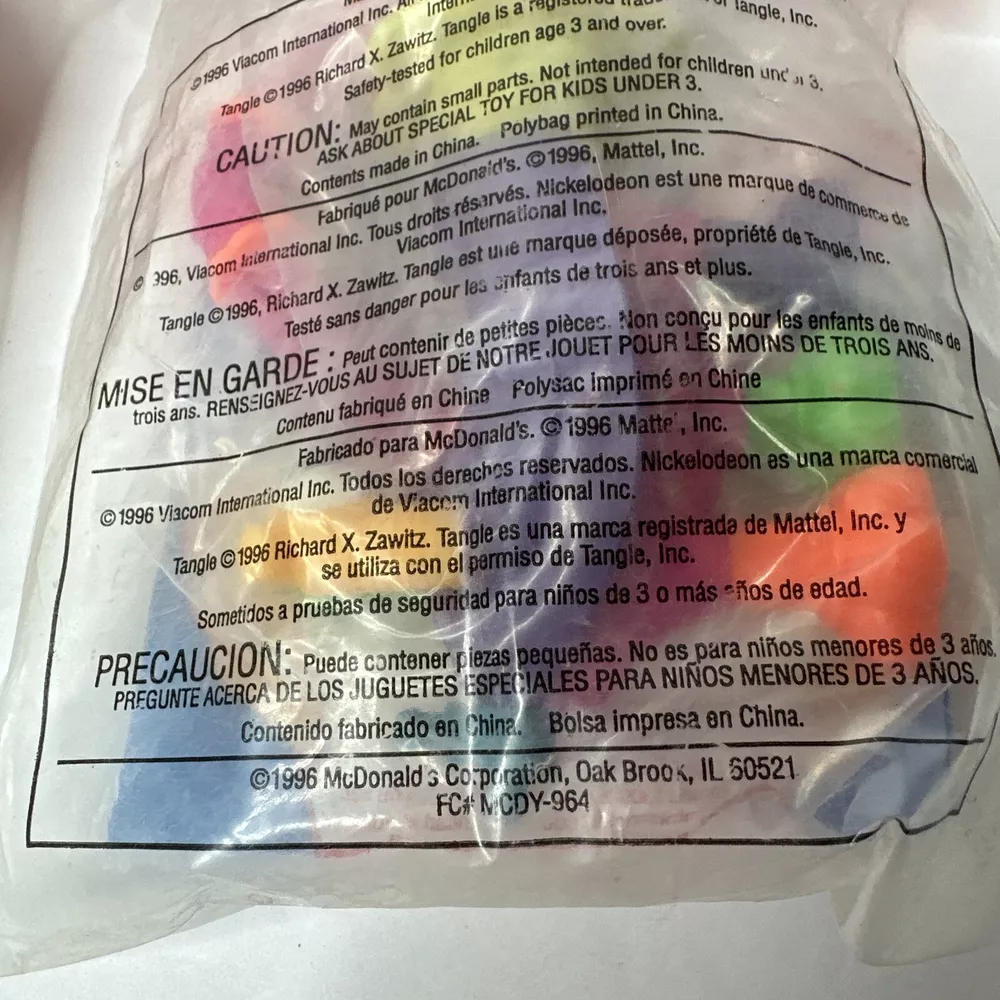 ©1996 Viacom International Inc.
Tangle ©1996 Richard X. Zawitz. Tangle is a registered Tangle, Inc.
Safety-tested for children age 3 and over.
CAUTION: May contain small parts. Not intended for children under 3.
ASK ABOUT SPECIAL TOY FOR KIDS UNDER 3.
Contents made in China. Polybag printed in China.
Fabriqué pour McDonald's. ©1996, Mattel, Inc.
© 996, Viacom International Inc. Tous droits réservés. Nickelodeon est une marque de commerce de
Viacom International Inc.
Tangle ©1996, Richard X. Zawitz. Tangle est une marque déposée, propriété de Tangle, Inc.
Testé sans danger pour les enfants de trois ans et plus.
MISE EN GARDE : Peut contenir de petites pièces. Non conçu pour les enfants de moins de
trois ans. RENSEIGNEZ-VOUS AU SUJET DE NOTRE JOUET POUR LES MOINS DE TROIS ANS.
Contenu fabriqué en Chine Polysac imprimé en Chine
Fabricado para McDonald's. ©1996 Mattel, Inc.
©1996 Viacom International Inc. Todos los derechos reservados. Nickelodeon es una marca comercial
de Viacom International Inc.
Tangle ©1996 Richard X. Zawitz. Tangle es una marca registrada de Mattel, Inc. y
se utiliza con el permiso de Tangle, Inc.
Sometidos a pruebas de seguridad para niños de 3 o más años de edad.
PRECAUCION: Puede contener piezas pequeñas. No es para niños menores de 3 años.
PREGUNTE ACERCA DE LOS JUGUETES ESPECIALES PARA NIÑOS MENORES DE 3 AÑOS.
Contenido fabricado en China. Bolsa impresa en China.
©1996 McDonald's Corporation, Oak Brook, IL 60521
FC# MCDY-964